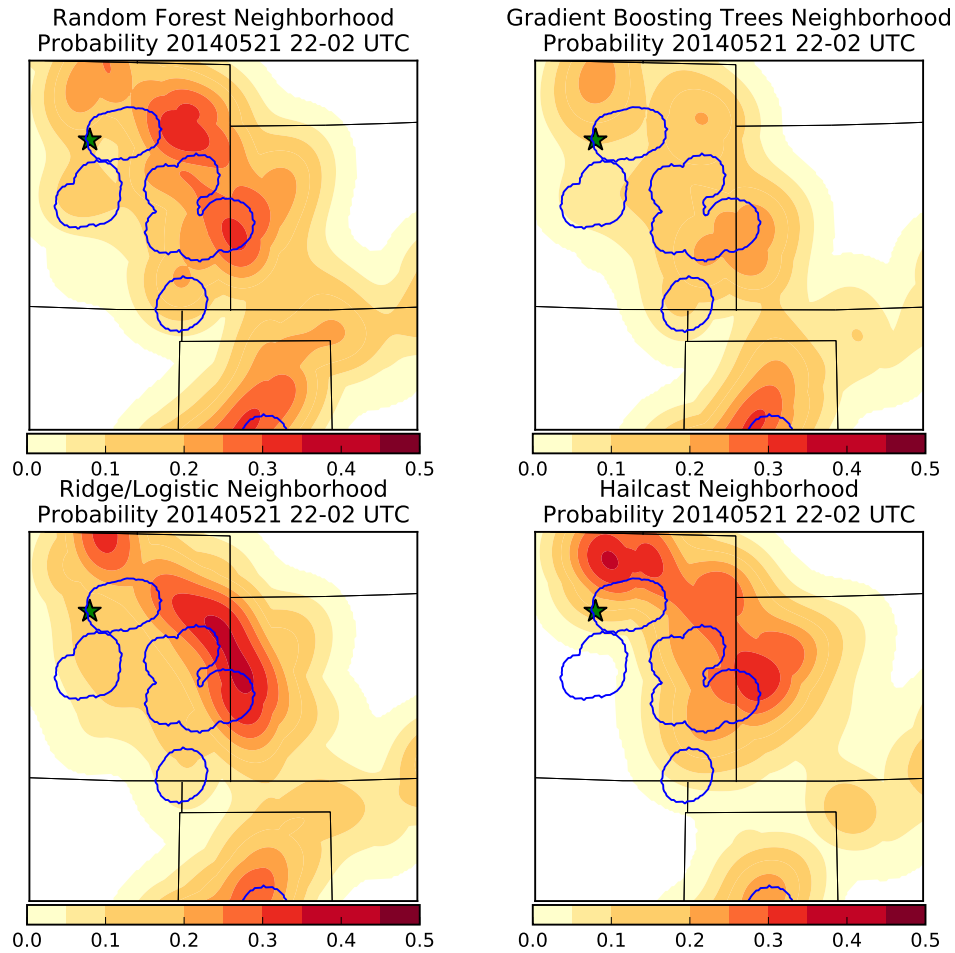 Random Forest Neighborhood
Probability 20140521 22-02 UTC
Gradient Boosting Trees Neighborhood
Probability 20140521 22-02 UTC
0.0 0.1 0.2 0.3 0.4 0.5
0.0 0.1 0.2 0.3 0.4 0.5
Ridge/Logistic Neighborhood
Probability 20140521 22-02 UTC
Hailcast Neighborhood
Probability 20140521 22-02 UTC
0.0 0.1 0.2 0.3 0.4 0.5
0.0 0.1 0.2 0.3 0.4 0.5